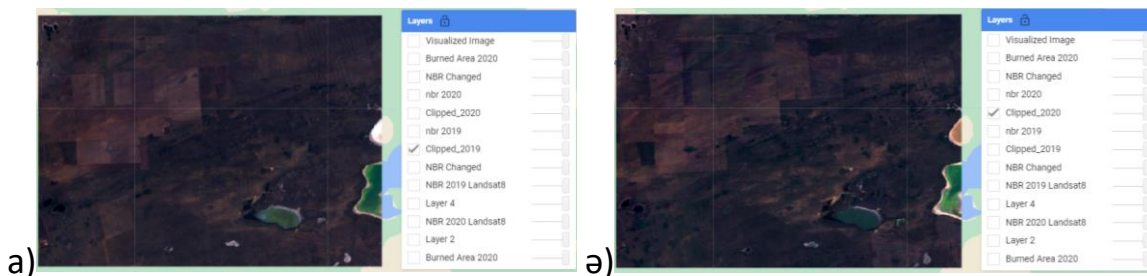 Layers
Visualized Image
Burned Area 2020
NBR Changed
nbr 2020
Clipped_2020
nbr 2019
Clipped_2019
NBR Changed
NBR 2019 Landsat8
Layer 4
NBR 2020 Landsat8
Layer 2
Burned Area 2020
а)
Layers
Visualized Image
Burned Area 2020
NBR Changed
nbr 2020
Clipped_2020
nbr 2019
Clipped_2019
NBR Changed
NBR 2019 Landsat8
Layer 4
NBR 2020 Landsat8
Layer 2
Burned Area 2020
ә)